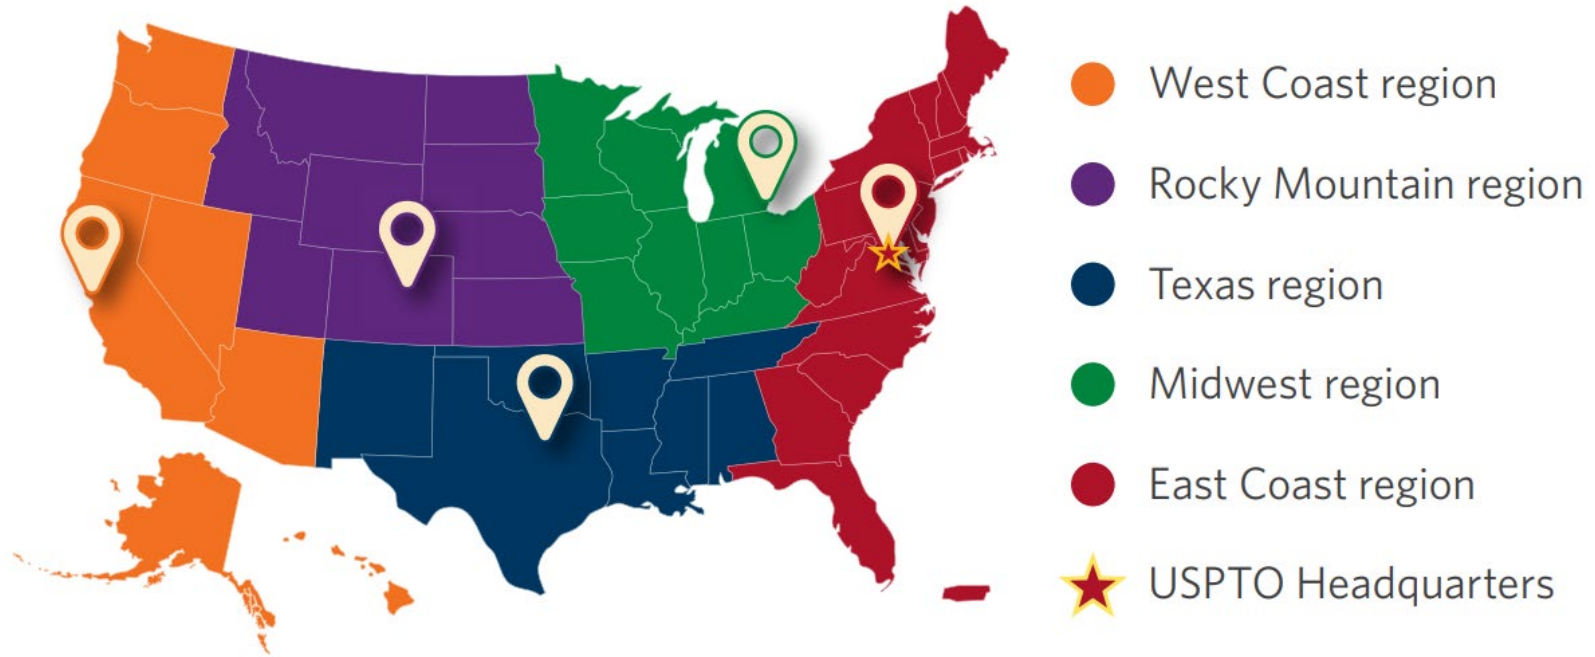 West Coast region
Rocky Mountain region
Texas region
Midwest region
East Coast region
USPTO Headquarters